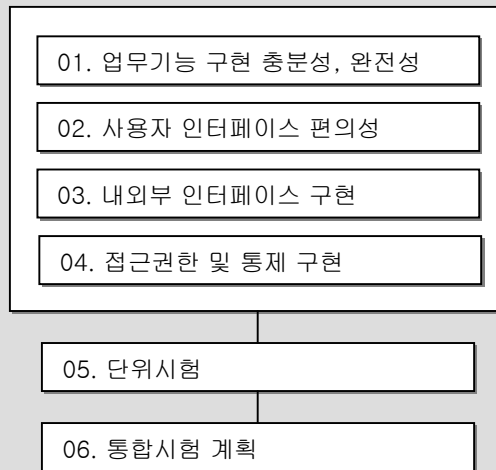 01. 업무기능 구현 충분성, 완전성
02. 사용자 인터페이스 편의성
03. 내외부 인터페이스 구현
04. 접근권한 및 통제 구현
05. 단위시험
06. 통합시험 계획